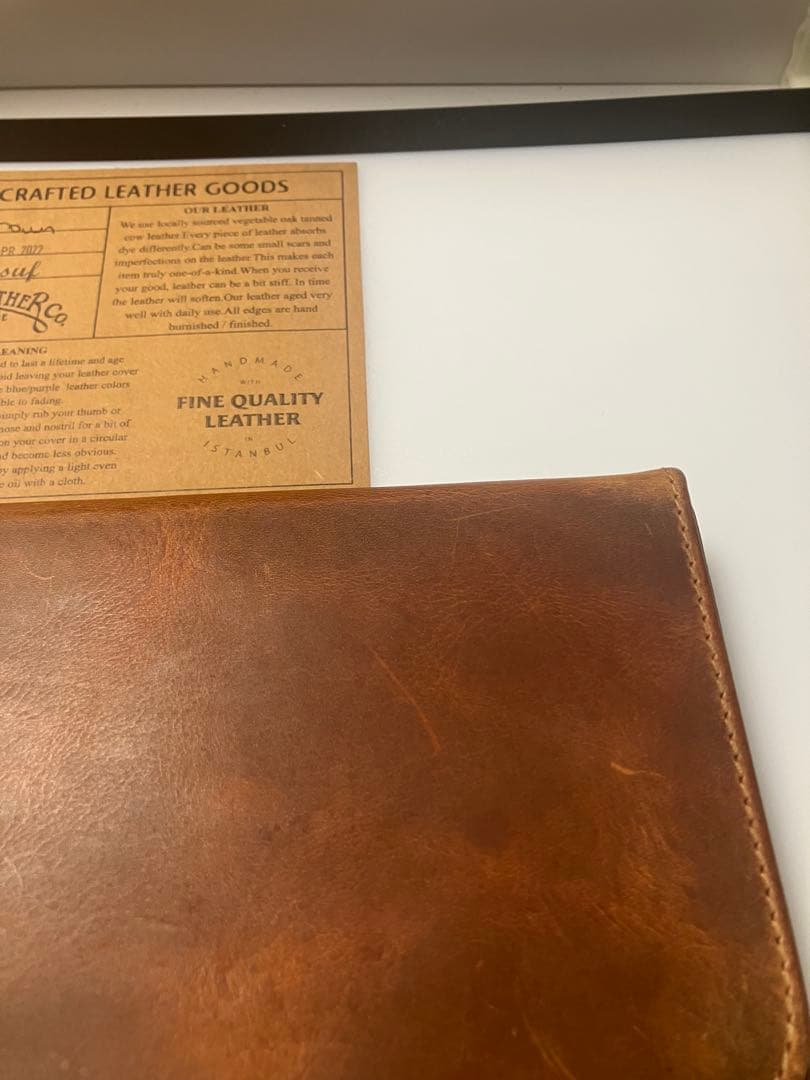 CRAFTED LEATHER GOODS
PR 2022
OUR LEATHER
We use locally sourced vegetable oak tanned
cow leather.Every piece of leather absorbs
dye differently.Can be some small scars and
imperfections on the leather This makes each
item truly one-of-a-kind.When you receive
your good, leather can be a bit stiff. In time
the leather will soften.Our leather aged very
well with daily use.All edges are hand
burnished / finished.
THER Co.
EANING
d to last a lifetime and age
id leaving your leather cover
blue/purple leather colors
ble to fading.
imply rub your thumb or
nose and nostril for a bit of
on your cover in a circular
d become less obvious.
by applying a light even
oil with a cloth.
HANDMADE
WITH
FINE QUALITY
LEATHER
IN
ISTANBUL